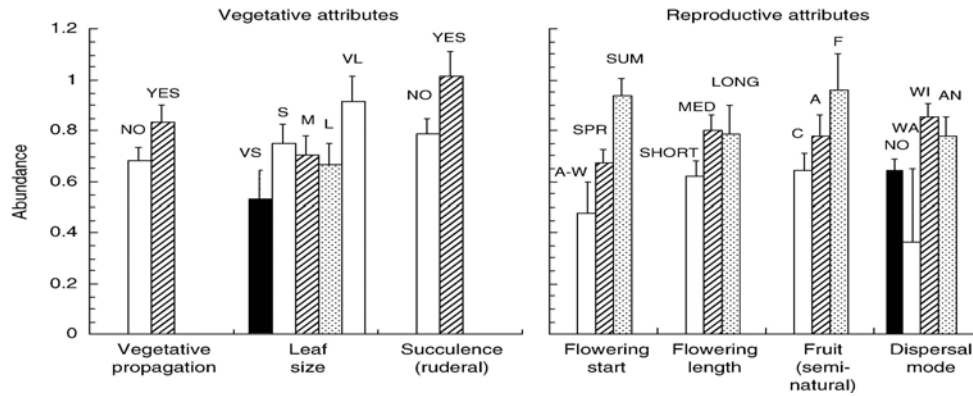 Vegetative attributes
Reproductive attributes
Abundance
1.2
1
0.8
0.6
0.4
0.2
0
NO
YES
VS
S
M
L
VL
NO
YES
A-W
SPR
SUM
SHORT
MED
LONG
C
A
F
NO
WA
WI
AN
Vegetative propagation
Leaf size
Succulence (ruderal)
Flowering start
Flowering length
Fruit (semi-natural)
Dispersal mode